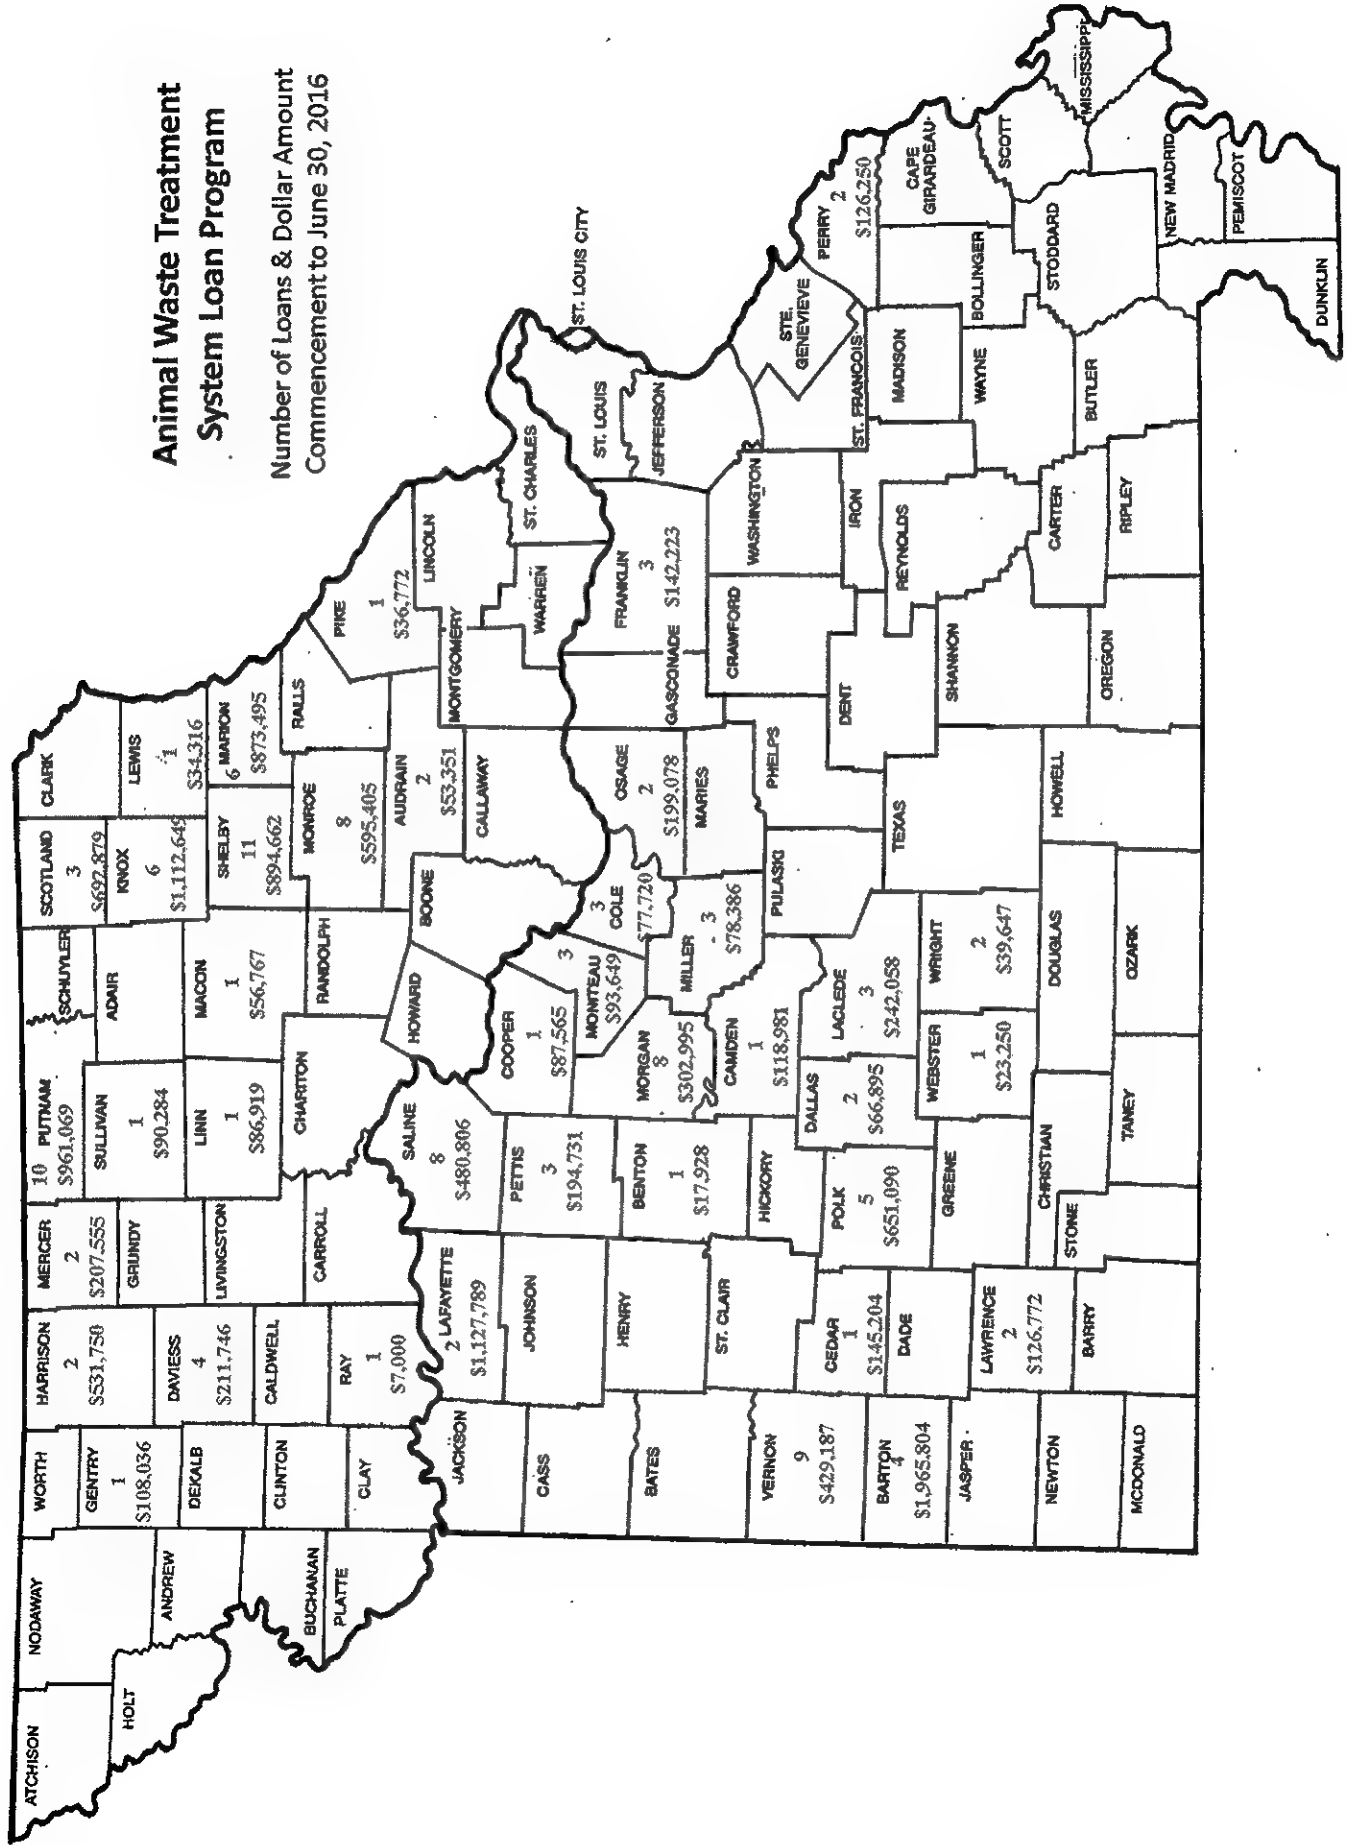 Animal Waste Treatment
System Loan Program
Number of Loans & Dollar Amount
Commencement to June 30, 2016
ATCHISON
NODAWAY
HOLT
ANDREW
BUCHANAN
PLATTE
WORTH
GENTRY
1
$108,036
DEKALB
CLINTON
CLAY
HARRISON
2
$531,750
DAVIESS
4
$211,746
CALDWELL
RAY
1
$7,000
MERCER
2
$207,555
GRUNDY
LIVINGSTON
CARROLL
10 PUTNAM
$961,069
SULLIVAN
1
$90,284
LINN
1
$86,919
CHARITON
SCHUYLER
ADAIR
MACON
1
$56,767
RANDOLPH
HOWARD
SCOTLAND
3
$692,879
KNOX
6
$1,112,649
SHELBY
11
$894,662
MONROE
8
$595,405
BOONE
CLARK
LEWIS
1
$34,316
MARION
6
$873,495
RALLS
AUDRAIN
2
$53,351
CALLAWAY
PIKE
1
$36,772
LINCOLN
MONTGOMERY
WARREN
ST. CHARLES
ST. LOUIS CITY
ST. LOUIS
JEFFERSON
JACKSON
CASS
BATES
VERNON
9
$429,187
BARTON
4
$1,965,804
JASPER
NEWTON
MCDONALD
LAFAYETTE
2
$1,127,789
JOHNSON
HENRY
ST. CLAIR
CEDAR
1
$145,204
DADE
LAWRENCE
2
$126,772
BARRY
SALINE
8
$480,806
PETTIS
3
$194,731
BENTON
1
$17,928
HICKORY
POLK
5
$651,090
GREENE
CHRISTIAN
STONE
TANEY
COOPER
1
$87,565
MONITEAU
3
$93,649
MORGAN
8
$302,995
CAMDEN
1
$118,981
DALLAS
2
$66,895
LACLEDE
3
$242,058
WEBSTER
1
$23,250
WRIGHT
2
$39,647
DOUGLAS
OZARK
COLE
3
$77,720
MILLER
3
$78,386
PULASKI
OSAGE
2
$199,078
MARIES
PHELPS
TEXAS
HOWELL
GASCONADE
FRANKLIN
3
$142,223
CRAWFORD
DENT
SHANNON
OREGON
WASHINGTON
IRON
REYNOLDS
CARTER
RIPLEY
STE.
GENEVIEVE
ST. FRANCOIS
MADISON
WAYNE
BUTLER
PERRY
2
$126,250
CAPE
GIRARDEAU
BOLLINGER
STODDARD
SCOTT
MISSISSIPPI
NEW MADRID
PEMISCOT
DUNKLIN